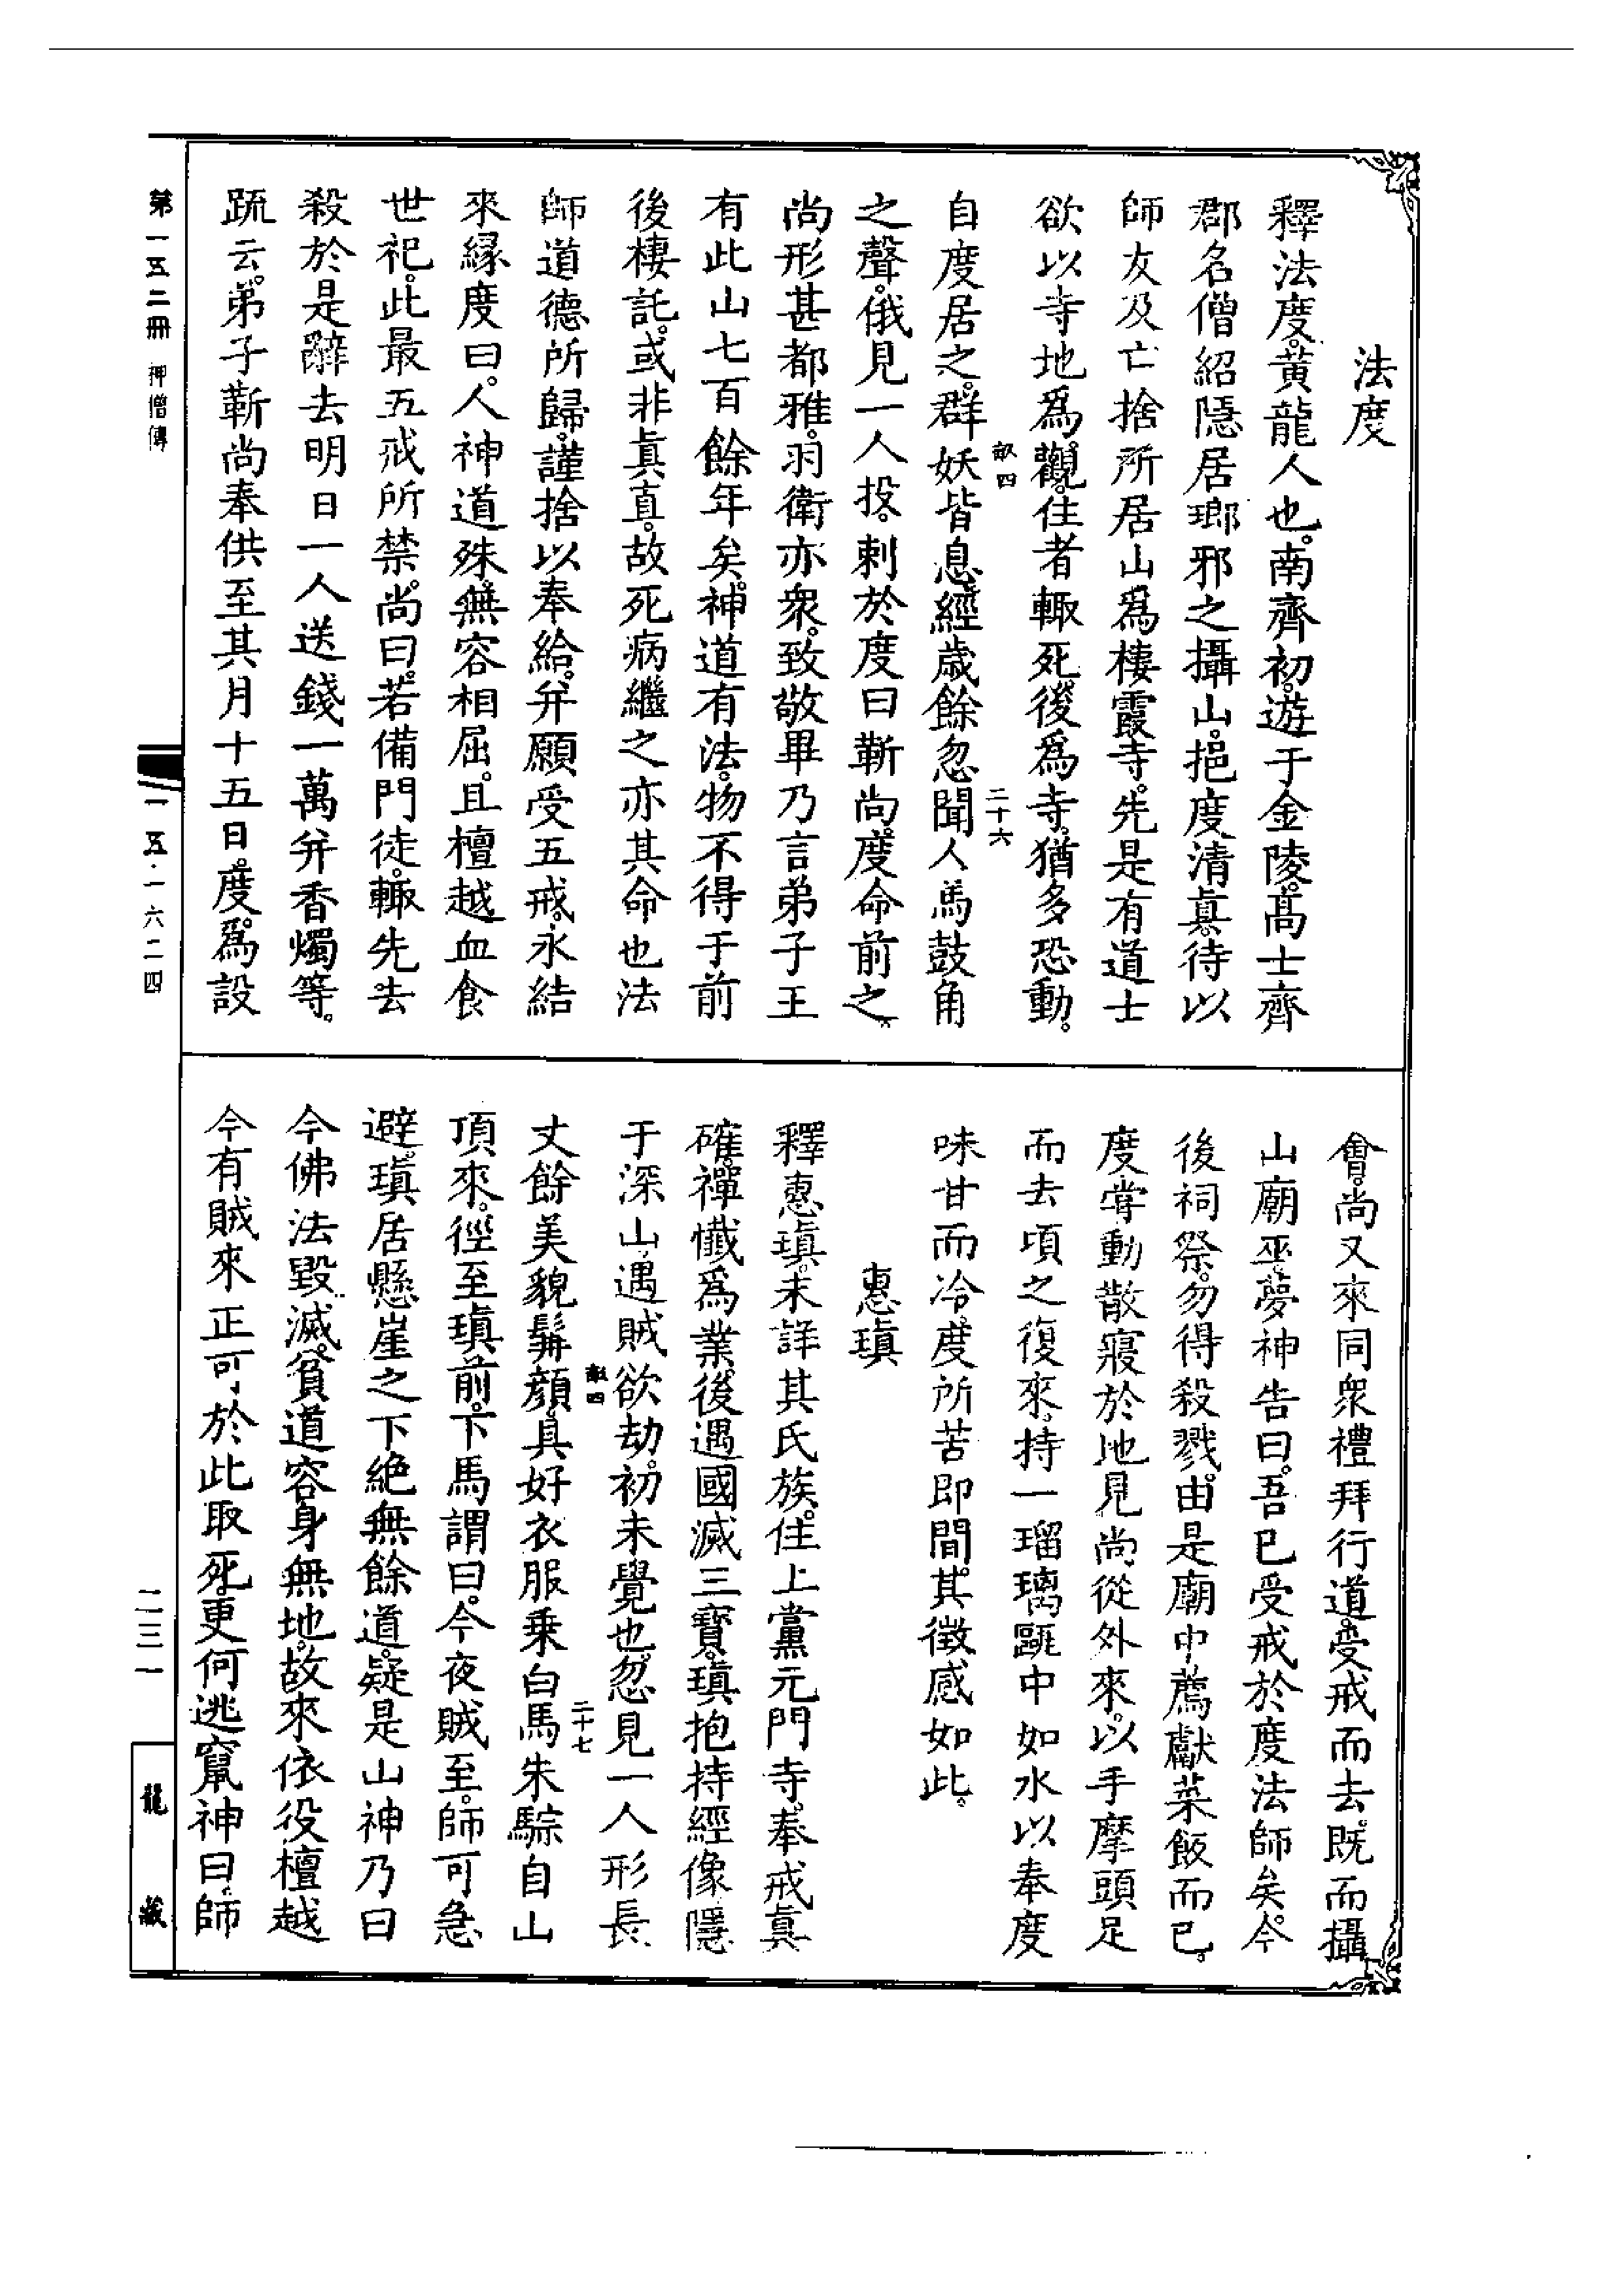 法度
釋法度。黃龍人也。南齊初。遊于金陵。髙士齊
郡名僧紹隱居瑯邪之攝山。挹度清真。待以
師友及亡捨所居山爲棲霞寺。先是有道士
欲以寺地爲觀。住者輙死。後爲寺。猶多恐動。
自度居之。群妖皆息。經歲餘忽聞人馬鼓角
之聲。俄見一人投。刺於度曰靳尚。度命前之。
尚形甚都雅。羽衛亦衆。致敬畢乃言弟子王
有此山七百餘年矣。神道有法。物不得于前
後棲託。或非真直。故死病繼之亦其命也法
師道德所歸。謹捨以奉給。并願受五戒。永結
來縁度曰。人神道殊。無容相屈。且檀越血食
世祀。此最五戒所禁。尚曰。若備門徒。輙先去
殺於是辭去明日一人送錢一萬并香燭等。
疏云。弟子靳尚奉供至其月十五日。度。爲設
會。尚又來同衆禮拜行道。受戒而去。既而攝
山廟巫夢神告曰。吾已受戒於度法師矣。今
後祠祭。勿得殺戮。由是廟中薦獻菜飯而已。
度甞動散寢於地見尚從外來。以手摩頭足
而去頃之復來。持一瑠璃甌中如水以奉度
味甘而冷。度所苦即間。其徵感如此。
惠瑱
釋惠瑱。未詳其氏族。住上黨元門寺。奉戒眞
確。禪懺爲業。後遇國滅三寶。瑱抱持經像隱
于深山。遇賊欲劫。初未覺也。忽見一人形長
丈餘美貌髯顔。具好衣服乗白馬朱騌自山
頂來。徑至瑱前。下馬謂曰。今夜賊至。師可急
避。瑱居懸崖之下絶無餘道。疑是山神乃曰
今佛法毀滅。貧道容身無地。故來依投檀越
今有賊來正可於此取死。更何逃竄神曰。師
敺四
二十六
敺四
二十七
第一五二冊 神僧傳
一五·一六二四
二三一
龍藏